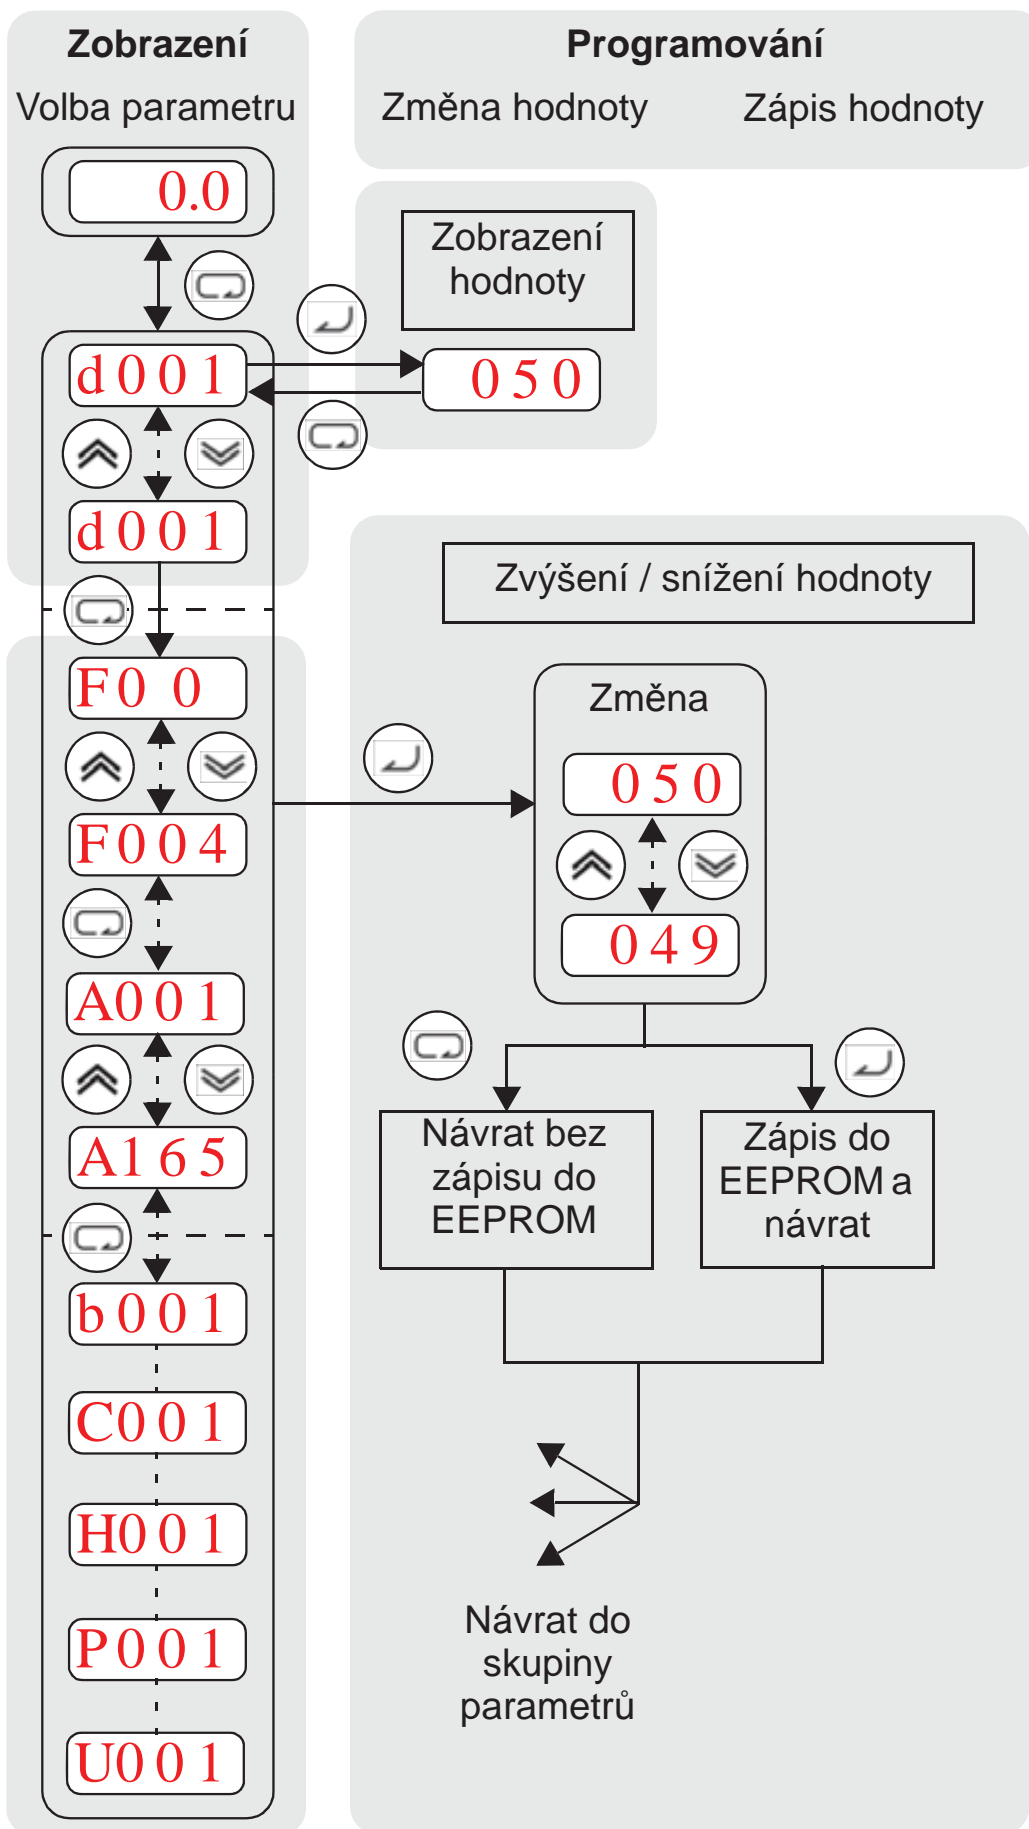 Zobrazení
Programování
Volba parametru
Změna hodnoty
Zápis hodnoty
0.0
Zobrazení
hodnoty
d001
050
d001
Zvýšení / snížení hodnoty
F0 0
Změna
050
F004
049
A001
Návrat bez
zápisu do
EEPROM
Zápis do
EEPROM a
návrat
A165
b001
C001
H001
P001
U001
Návrat do
skupiny
parametrů